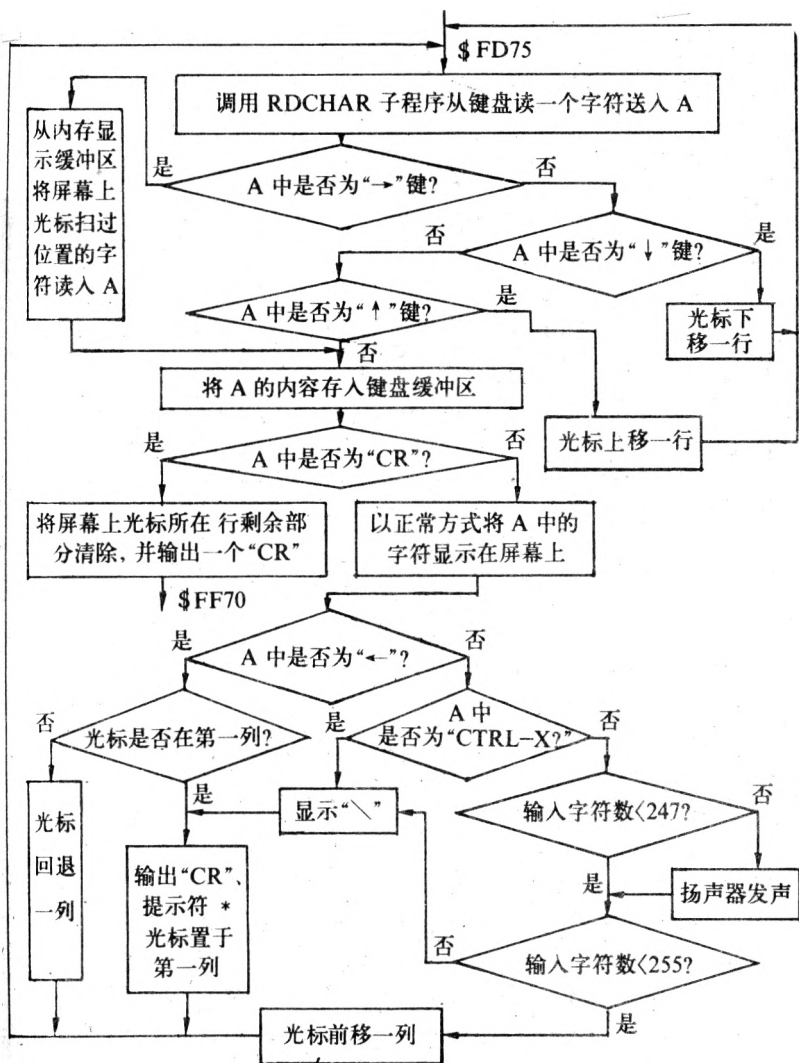 $FD75
调用 RDCHAR 子程序从键盘读一个字符送入 A
从内存显
示缓冲区
将屏幕上
光标扫过
位置的字
符读入 A
是
A 中是否为“→”键?
否
否
A 中是否为“↓”键?
是
A 中是否为“↑”键?
是
光标下
移一行
否
将 A 的内容存入键盘缓冲区
光标上移一行
是
A 中是否为“CR”?
否
将屏幕上光标所在 行剩余部
分清除, 并输出一个“CR”
以正常方式将 A 中的
字符显示在屏幕上
$FF70
是
A 中是否为“←”?
否
否
光标是否在第一列?
是
A 中
是否为“CTRL-X?”
否
是
显示“\”
输入字符数<247?
否
光标
回退
一列
输出“CR”、
提示符 *
光标置于
第一列
是
扬声器发声
否
输入字符数<255?
是
光标前移一列